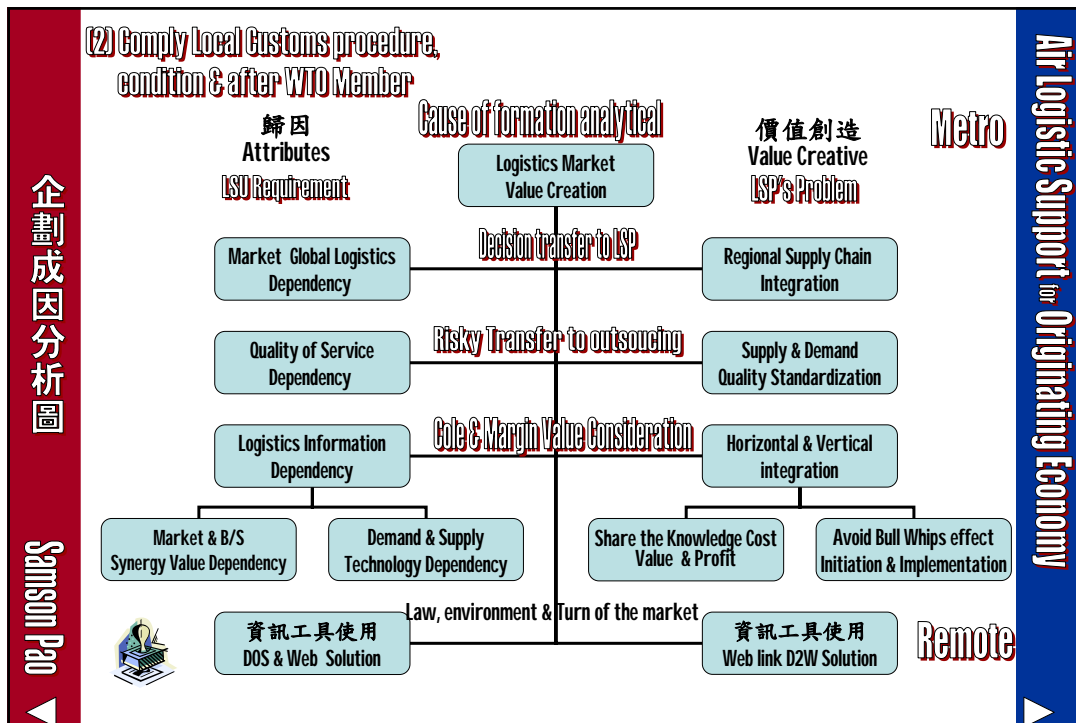 (2) Comply Local Customs procedure,
condition & after WTO Member
Cause of formation analytical
歸因
Attributes
LSU Requirement
Logistics Market
Value Creation
價值創造
Value Creative
LSP's Problem
Metro
Decision transfer to LSP
Market Global Logistics
Dependency
Regional Supply Chain
Integration
Risky Transfer to outsoucing
Quality of Service
Dependency
Supply & Demand
Quality Standardization
Cole & Margin Value Consideration
Logistics Information
Dependency
Horizontal & Vertical
integration
Market & B/S
Synergy Value Dependency
Demand & Supply
Technology Dependency
Share the Knowledge Cost
Value & Profit
Avoid Bull Whips effect
Initiation & Implementation
Law, environment & Turn of the market
資訊工具使用
DOS & Web Solution
資訊工具使用
Web link D2W Solution
Remote
企劃成因分析圖
Samson Pao
Air Logistic Support for Originating Economy